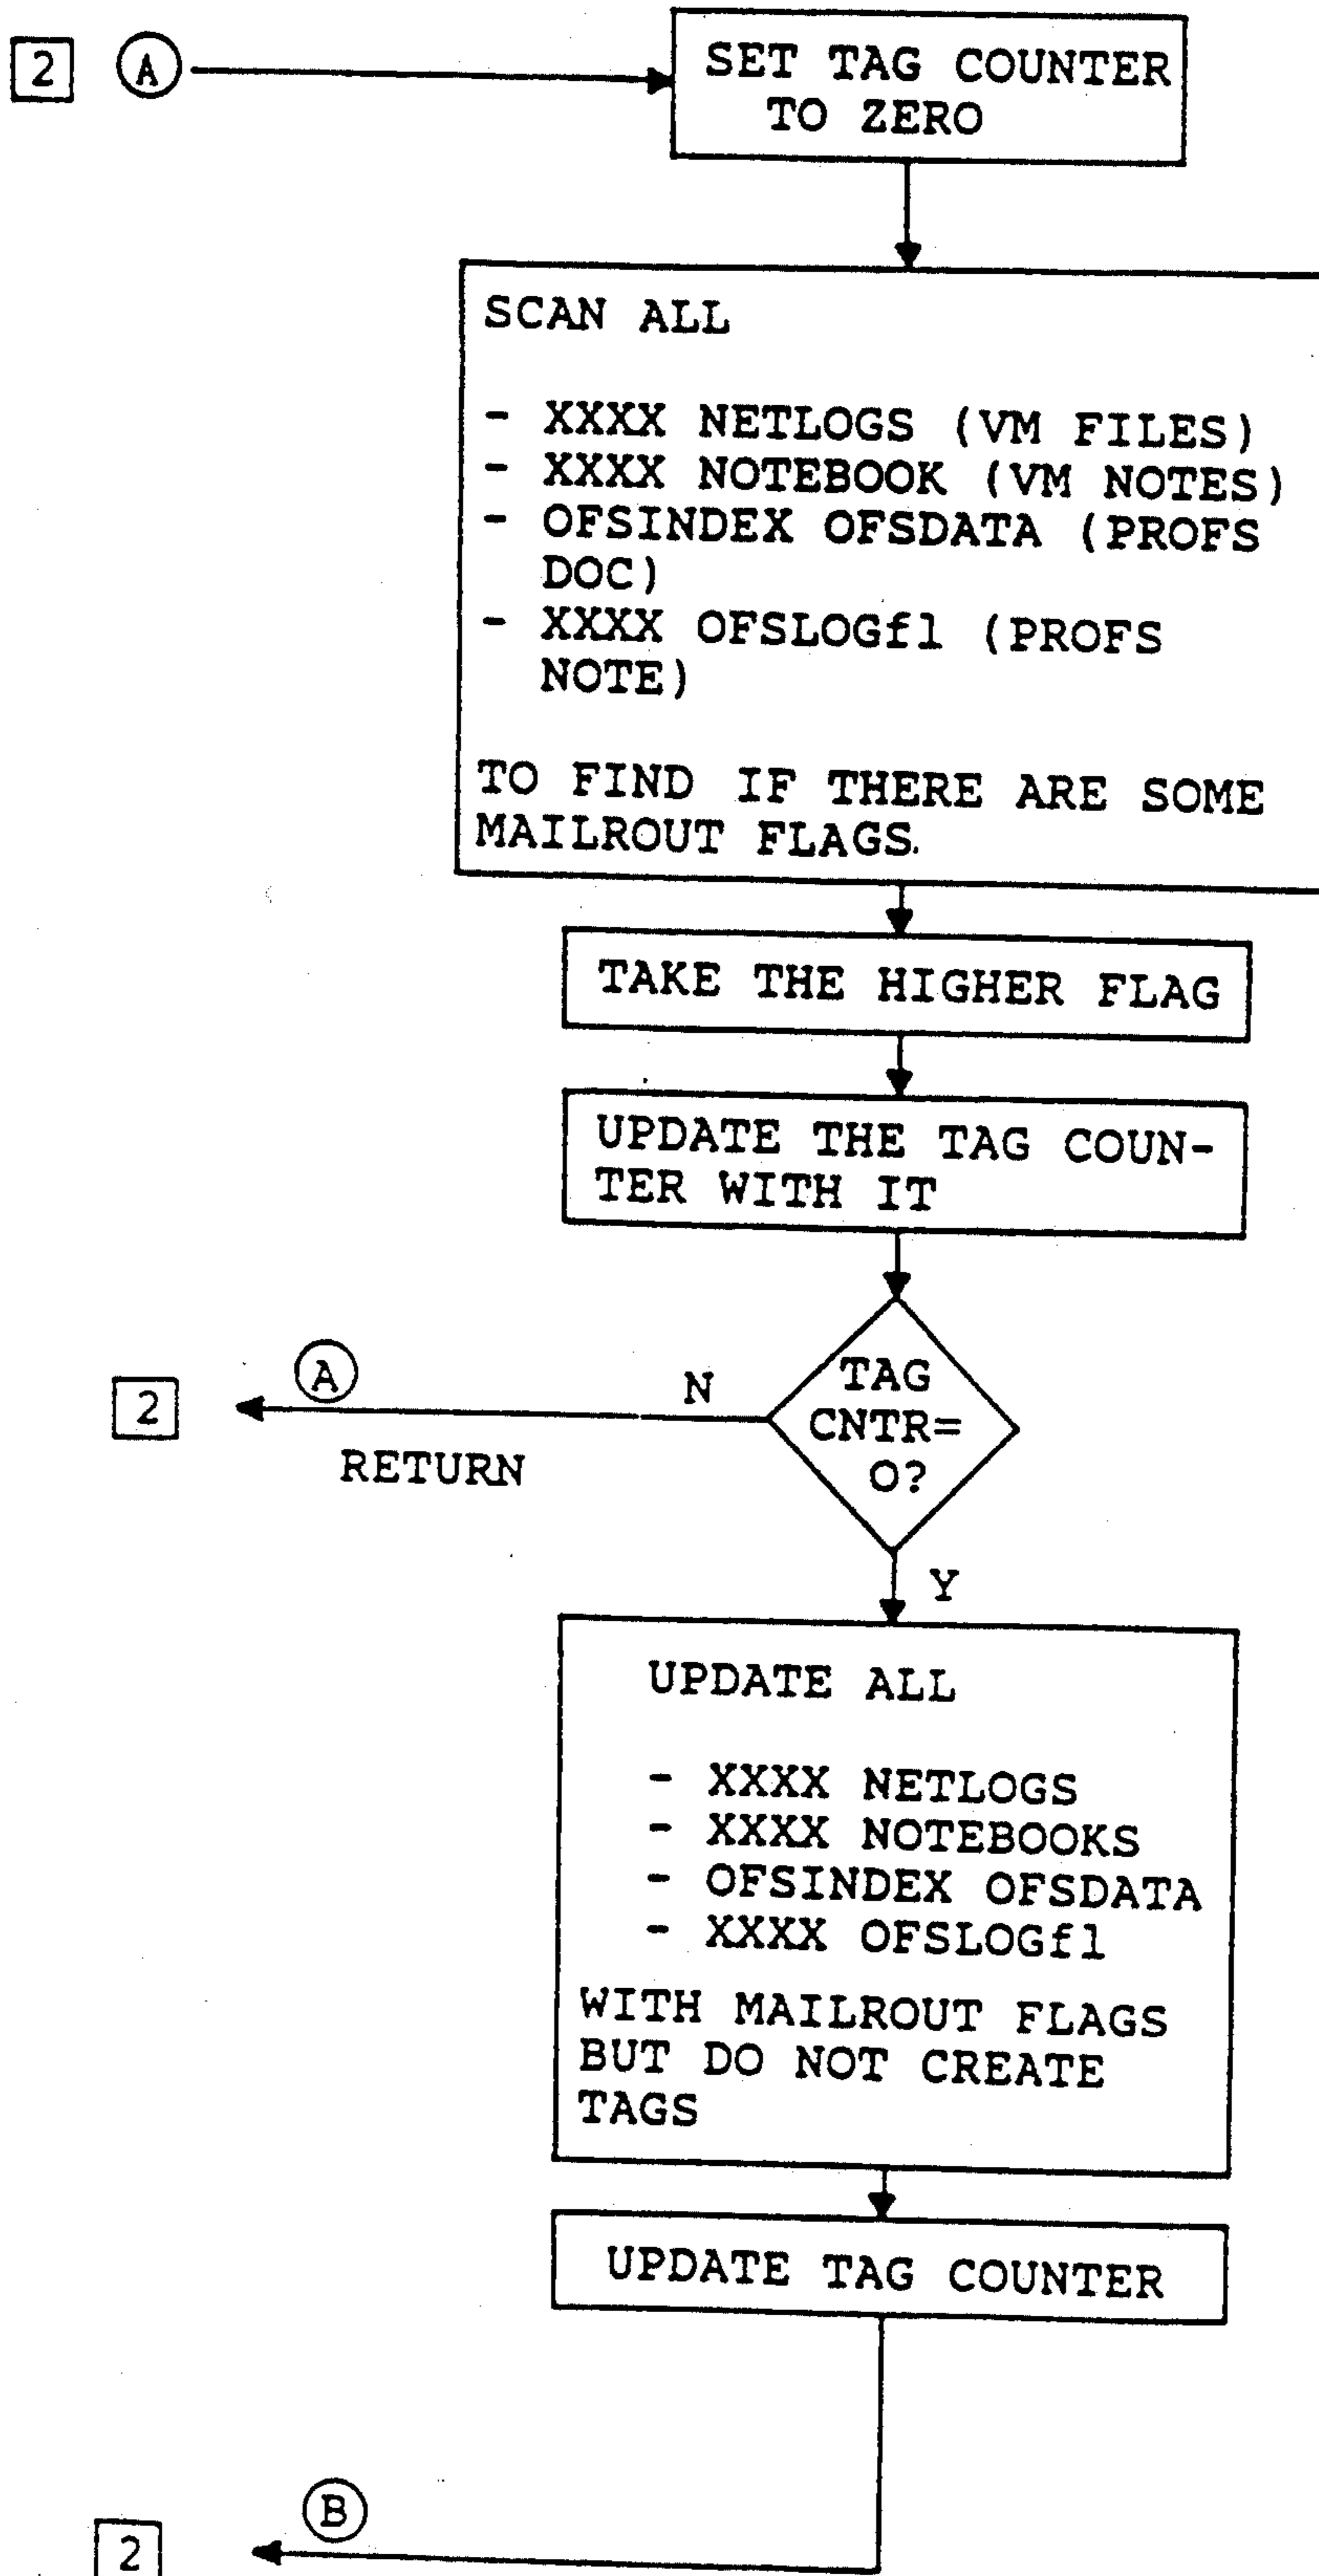 2 A SET TAG COUNTER
TO ZERO
SCAN ALL
- XXXX NETLOGS (VM FILES)
- XXXX NOTEBOOK (VM NOTES)
- OFSINDEX OFSDATA (PROFS
DOC)
- XXXX OFSLOGfl (PROFS
NOTE)
TO FIND IF THERE ARE SOME
MAILROUT FLAGS.
TAKE THE HIGHER FLAG
UPDATE THE TAG COUN-
TER WITH IT
TAG
CNTR=
O?
N
A
2
RETURN
Y
UPDATE ALL
- XXXX NETLOGS
- XXXX NOTEBOOKS
- OFSINDEX OFSDATA
- XXXX OFSLOGfl
WITH MAILROUT FLAGS
BUT DO NOT CREATE
TAGS
UPDATE TAG COUNTER
B
2